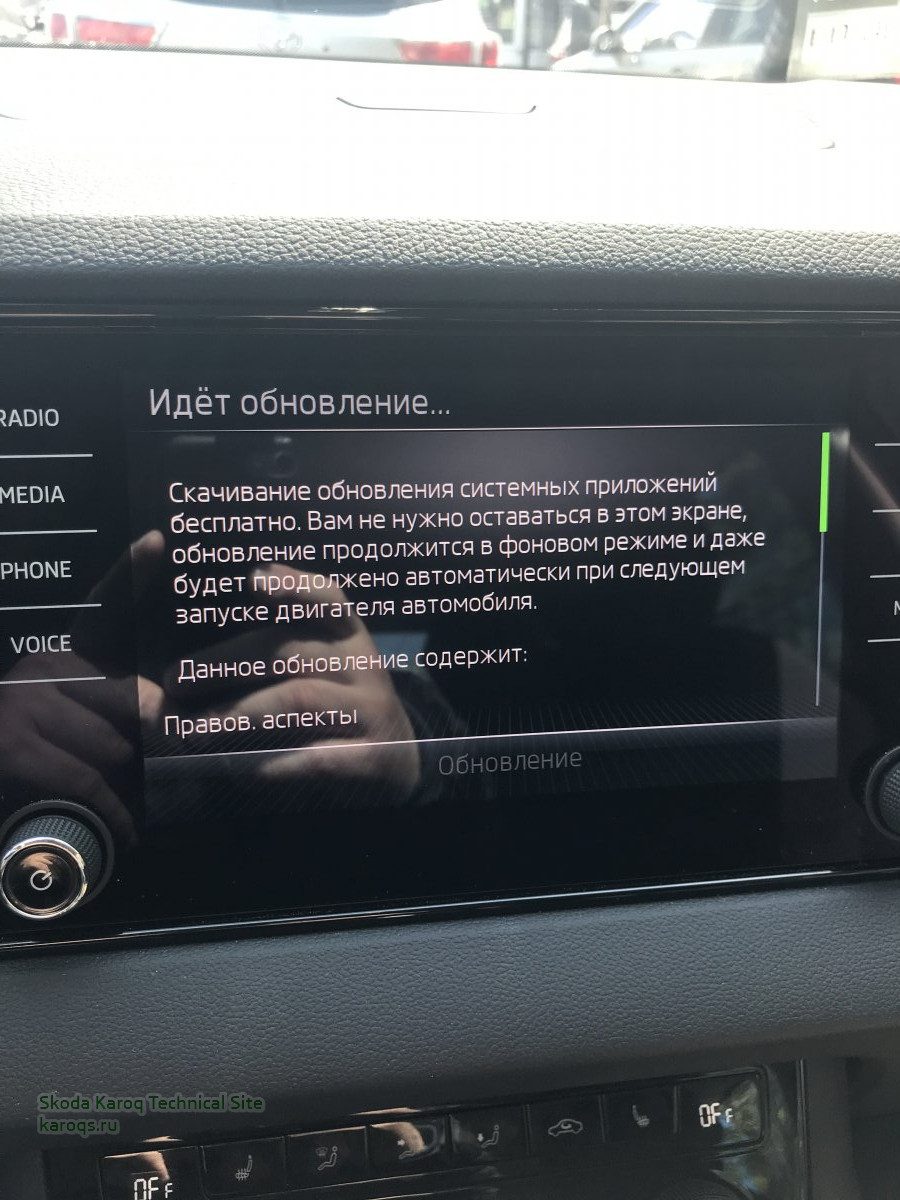 Идёт обновление...
RADIO
MEDIA
PHONE
VOICE
Скачивание обновления системных приложений
бесплатно. Вам не нужно оставаться в этом экране,
обновление продолжится в фоновом режиме и даже
будет продолжено автоматически при следующем
запуске двигателя автомобиля.
Данное обновление содержит:
Правов. аспекты
Обновление
Skoda Karoq Technical Site
karoqs.ru
OFF
OFF